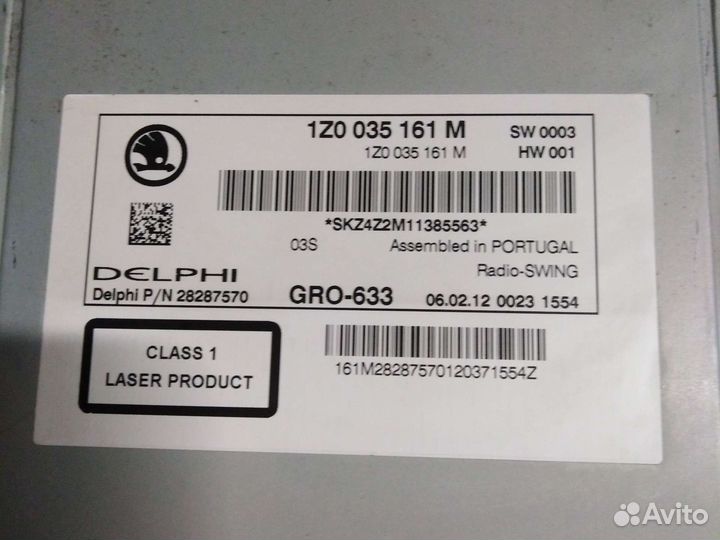 1Z0 035 161 M SW 0003
1Z0 035 161 M HW 001
*SKZ4Z2M11385563*
03S Assembled in PORTUGAL
DELPHI Radio-SWING
Delphi P/N 28287570 GRO-633 06.02.12 0023 1554
CLASS 1
LASER PRODUCT
161M28287570120371554Z
Avito